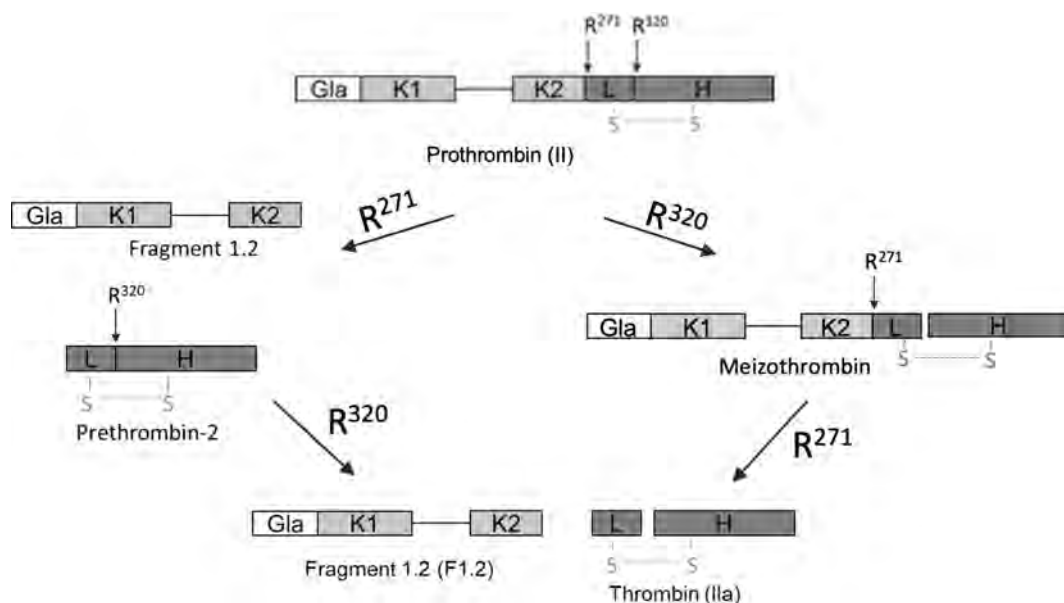 R271 R320
Gla K1 K2 L H
S S
Prothrombin (II)
R271 R320
Gla K1 K2
Fragment 1.2
R320
L H
S S
Prethrombin-2
R271
Gla K1 K2 L H
S S
Meizothrombin
R320 R271
Gla K1 K2
Fragment 1.2 (F1.2)
L H
S S
Thrombin (IIa)